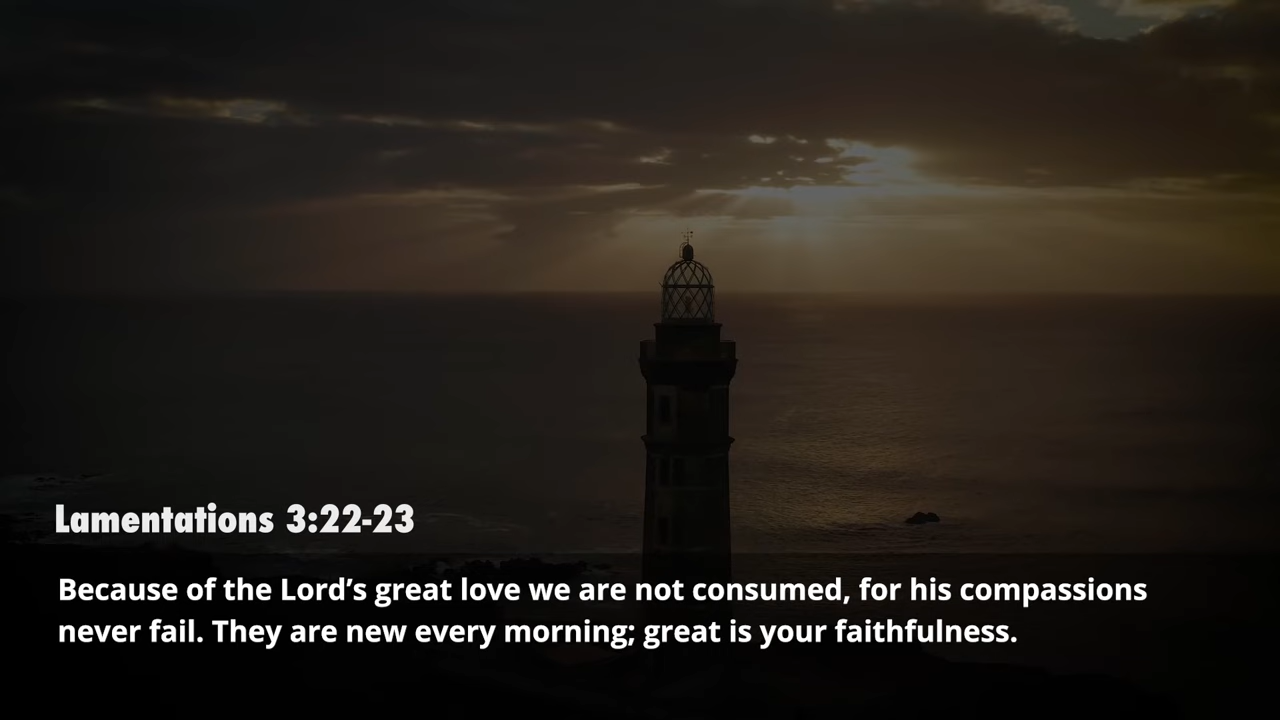 Lamentations 3:22-23
Because of the Lord’s great love we are not consumed, for his compassions
never fail. They are new every morning; great is your faithfulness.